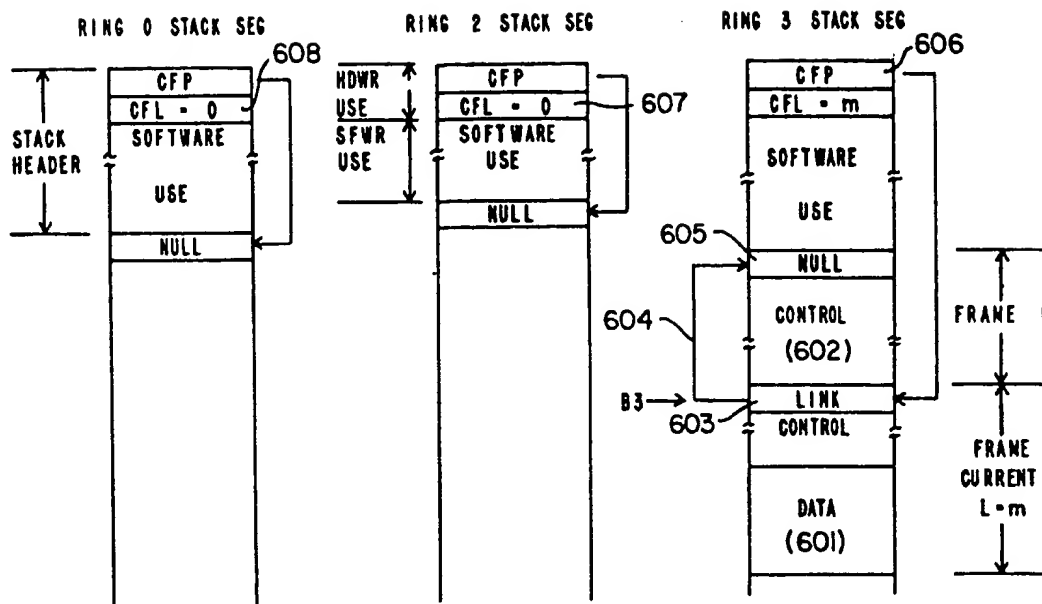 RING 0 STACK SEG
608
CFP
CFL = 0
STACK
HEADER
SOFTWARE
USE
NULL
RING 2 STACK SEG
HDWR
USE
SFWR
USE
CFP
CFL = 0
607
SOFTWARE
USE
NULL
RING 3 STACK SEG
606
CFP
CFL = m
SOFTWARE
USE
605
NULL
604
CONTROL
(602)
FRAME
B3
603
LINK
CONTROL
FRAME
CURRENT
L=m
DATA
(601)